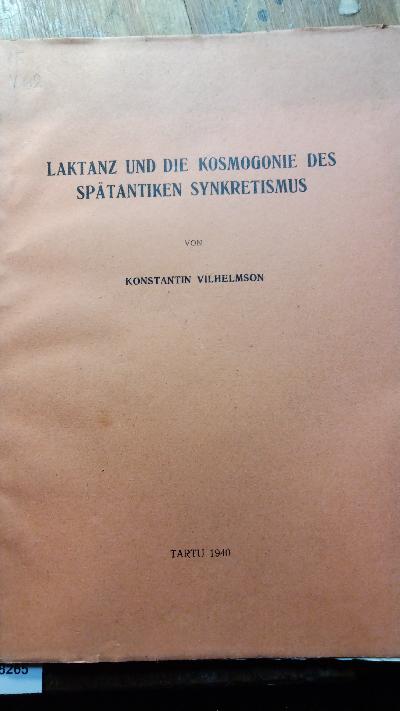 LAKTANZ UND DIE KOSMOGONIE DES
SPÄTANTIKEN SYNKRETISMUS
VON
KONSTANTIN VILHELMSON
TARTU 1940